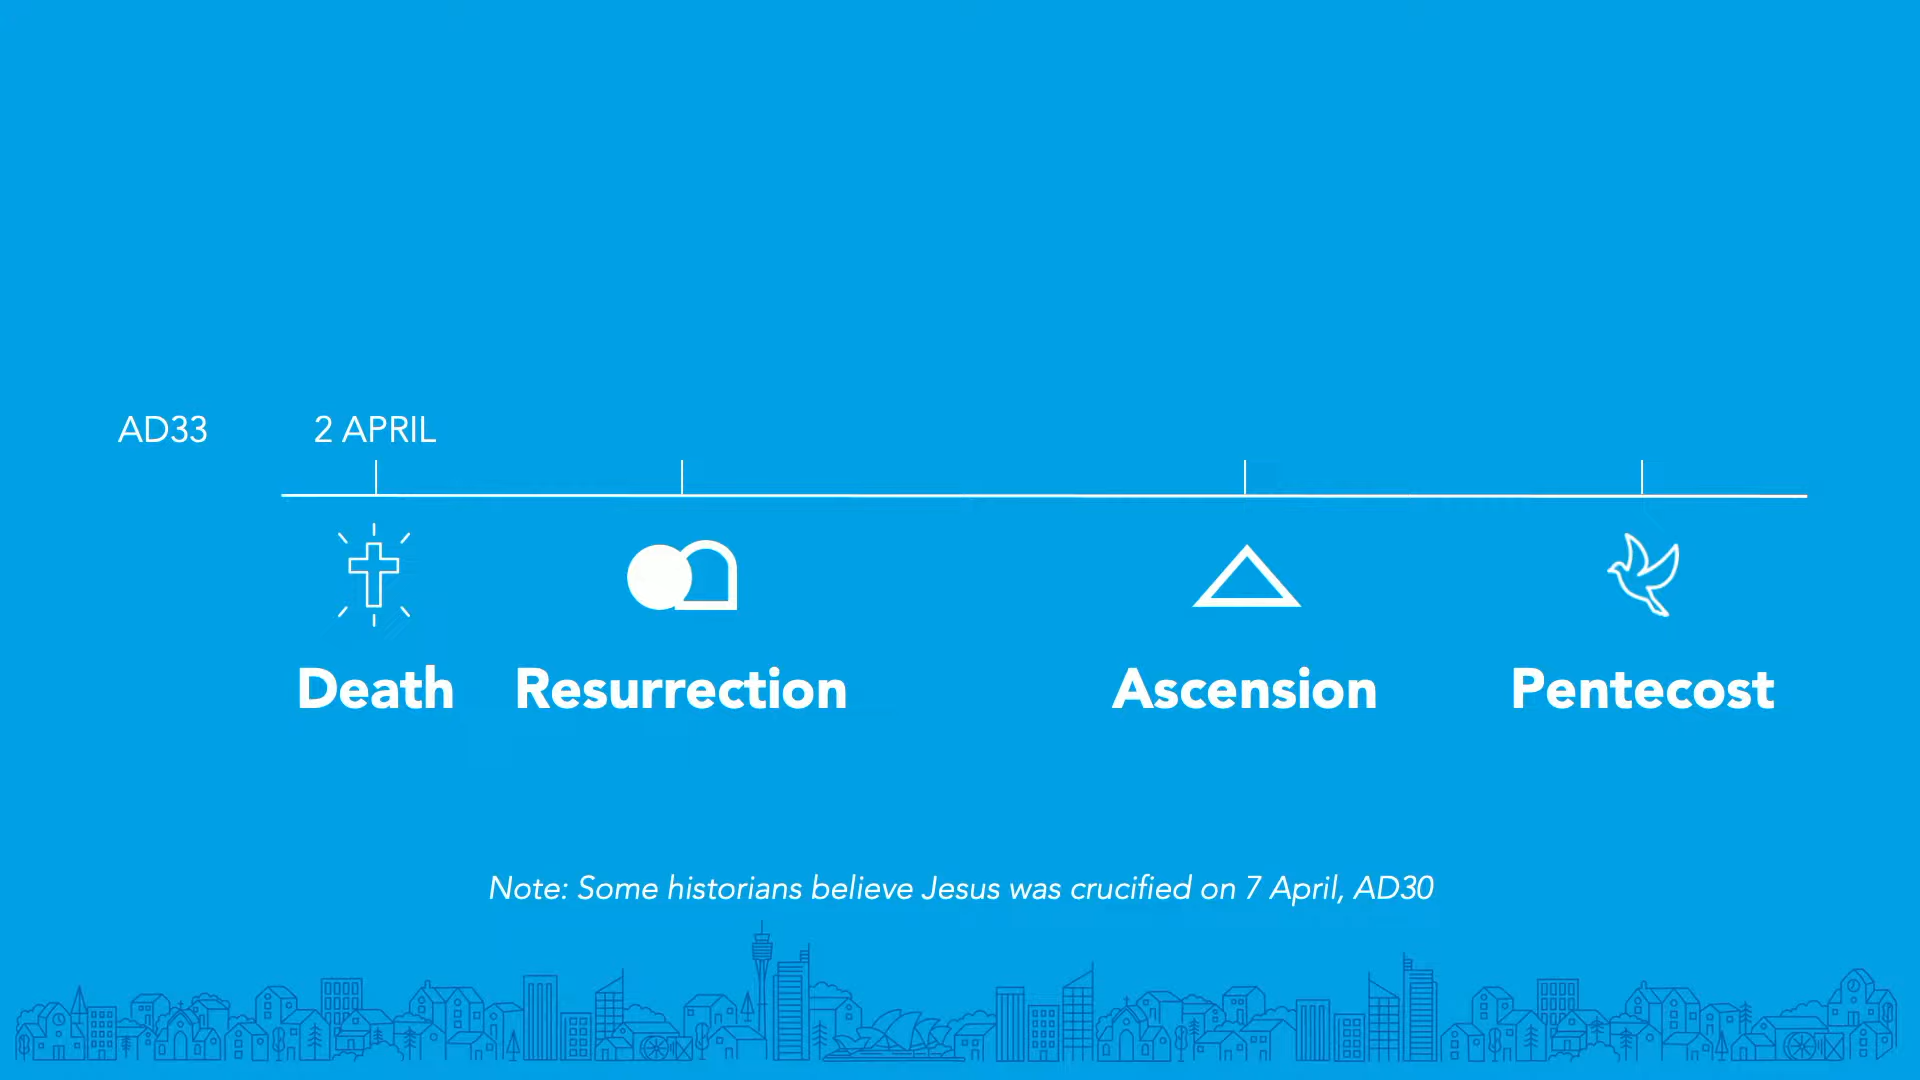 AD33
2 APRIL
Death
Resurrection
Ascension
Pentecost
Note: Some historians believe Jesus was crucified on 7 April, AD30